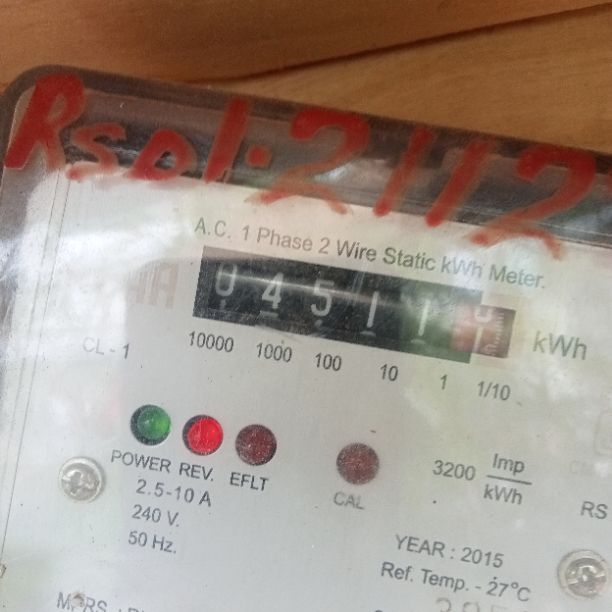 Rsdl. 2112
A.C. 1 Phase 2 Wire Static kWh Meter.
0 4 5 1 1
kWh
CL - 1
10000 1000 100 10 1 1/10
POWER REV. EFLT
CAL
3200 Imp
kWh
2.5-10 A
240 V.
50 Hz.
RS
YEAR : 2015
Ref. Temp. - 27°C